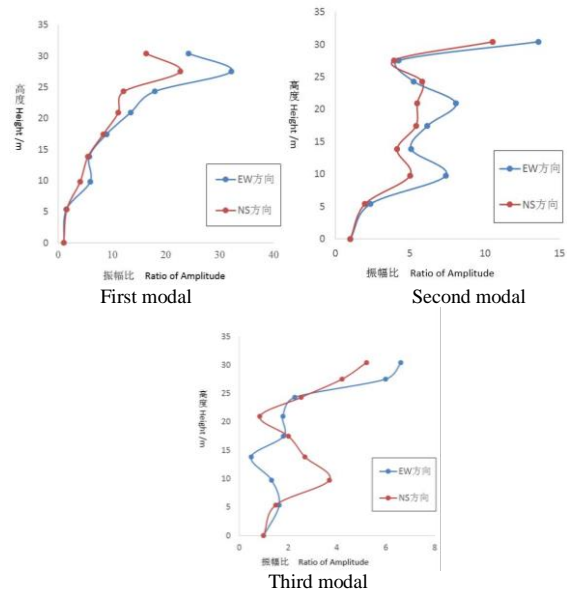 高度 Height /m
35
30
25
20
15
10
5
0
0 10 20 30 40
振幅比 Ratio of Amplitude
EW方向
NS方向
First modal
高度 Height /m
35
30
25
20
15
10
5
0
0 5 10 15
振幅比 Ratio of Amplitude
EW方向
NS方向
Second modal
高度 Height /m
35
30
25
20
15
10
5
0
0 2 4 6 8
振幅比 Ratio of Amplitude
EW方向
NS方向
Third modal